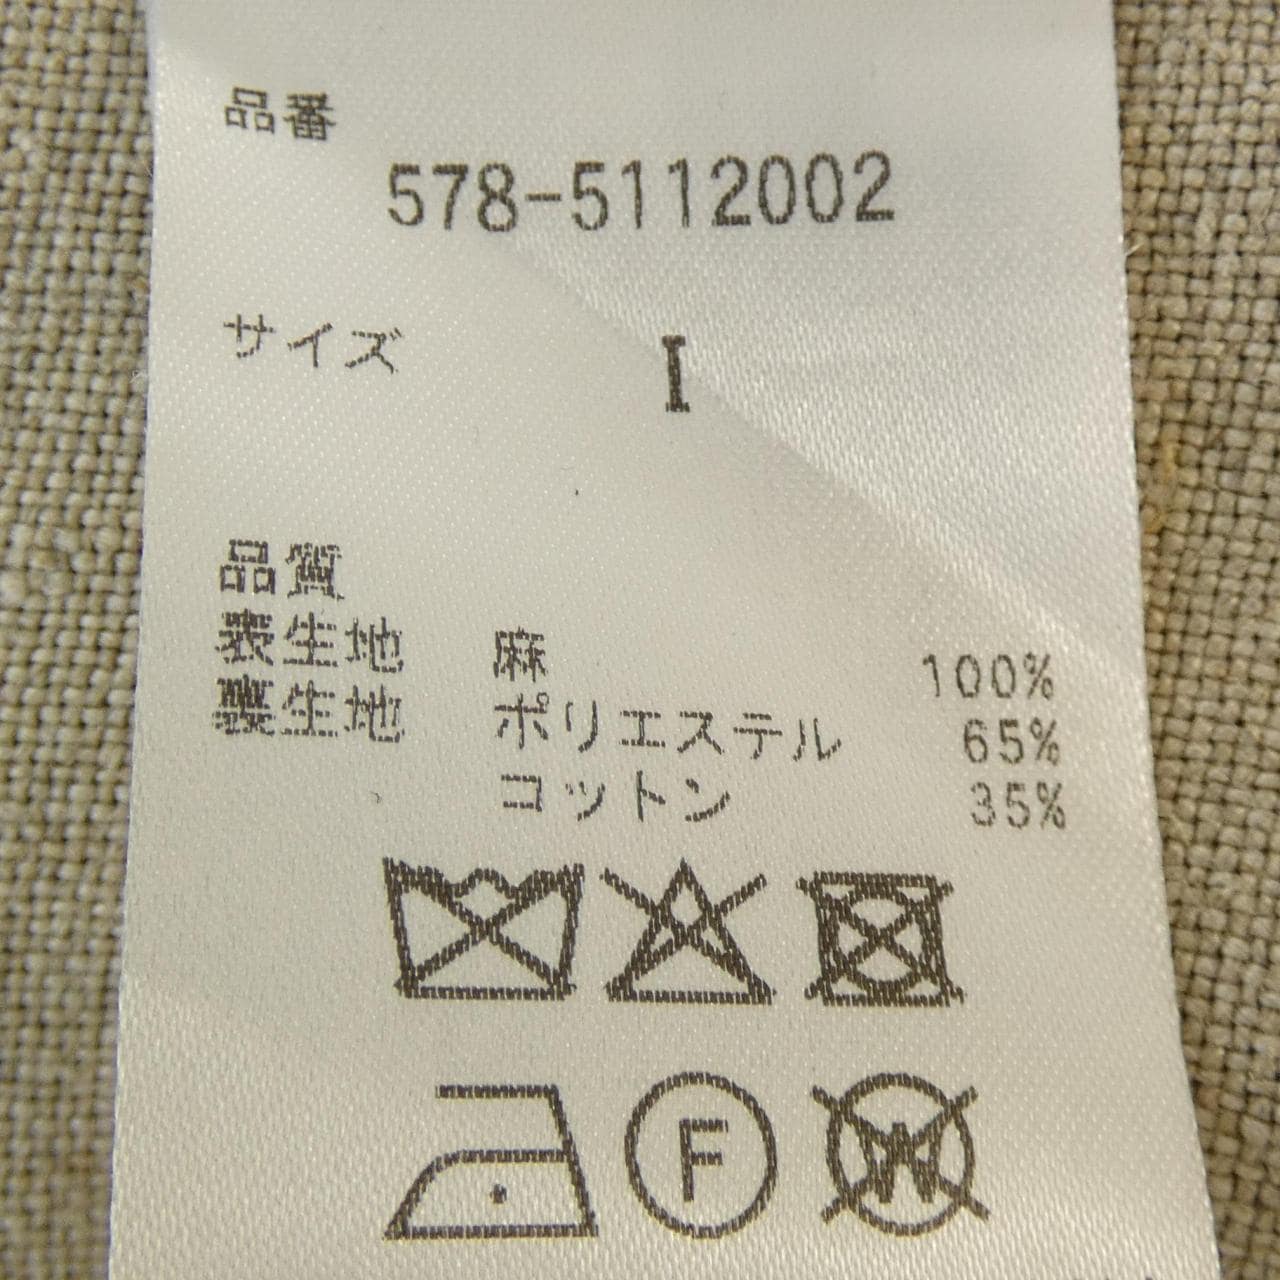 品番
578-5112002
サイズ I
品質
表生地 麻 100%
裏生地 ポリエステル 65%
コットン 35%
F W